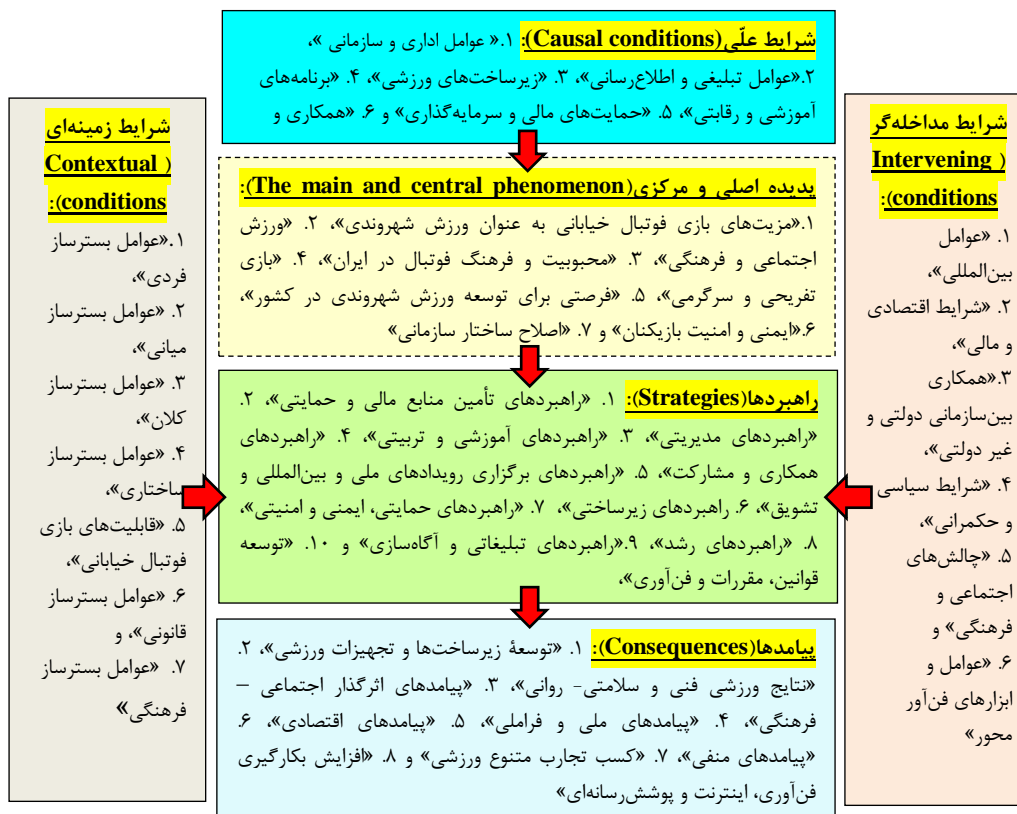 شرایط علّی(Causal conditions): ۱.« عوامل اداری و سازمانی »،
۲.«عوامل تبلیغی و اطلاع‌رسانی»، ۳. «زیرساخت‌های ورزشی»، ۴. «برنامه‌های
آموزشی و رقابتی»، ۵. «حمایت‌های مالی و سرمایه‌گذاری» و ۶. «همکاری و
شرایط مداخله‌گر
( Intervening
conditions):
۱. «عوامل
بین‌المللی»،
۲. «شرایط اقتصادی
و مالی»،
۳.«همکاری
بین‌سازمانی دولتی و
غیر دولتی»،
۴. «شرایط سیاسی
و حکمرانی»،
۵. «چالش‌های
اجتماعی و
فرهنگی» و
۶. «عوامل و
ابزارهای فن‌آور
محور»
پدیده اصلی و مرکزی(The main and central phenomenon):
۱.«مزیت‌های بازی فوتبال خیابانی به عنوان ورزش شهروندی»، ۲. «ورزش
اجتماعی و فرهنگی»، ۳. «محبوبیت و فرهنگ فوتبال در ایران»، ۴. «بازی
تفریحی و سرگرمی»، ۵. «فرصتی برای توسعه ورزش شهروندی در کشور»،
۶.«ایمنی و امنیت بازیکنان» و ۷. «اصلاح ساختار سازمانی»
راهبردها(Strategies): ۱. «راهبردهای تأمین منابع مالی و حمایتی»، ۲.
«راهبردهای مدیریتی»، ۳. «راهبردهای آموزشی و تربیتی»، ۴. «راهبردهای
همکاری و مشارکت»، ۵. «راهبردهای برگزاری رویدادهای ملی و بین‌المللی و
تشویق»، ۶. راهبردهای زیرساختی»، ۷. «راهبردهای حمایتی، ایمنی و امنیتی»،
۸. «راهبردهای رشد»، ۹.«راهبردهای تبلیغاتی و آگاه‌سازی» و ۱۰. «توسعه
قوانین، مقررات و فن‌آوری»،
پیامدها(Consequences): ۱. «توسعهٔ زیرساخت‌ها و تجهیزات ورزشی»، ۲.
«نتایج ورزشی فنی و سلامتی- روانی»، ۳. «پیامدهای اثرگذار اجتماعی –
فرهنگی»، ۴. «پیامدهای ملی و فراملی»، ۵. «پیامدهای اقتصادی»، ۶.
«پیامدهای منفی»، ۷. «کسب تجارب متنوع ورزشی» و ۸. «افزایش بکارگیری
فن‌آوری، اینترنت و پوشش‌رسانه‌ای»
شرایط زمینه‌ای
( Contextual
conditions):
۱.«عوامل بسترساز
فردی»،
۲. «عوامل بسترساز
میانی»،
۳. «عوامل بسترساز
کلان»،
۴. «عوامل بسترساز
ساختاری»،
۵. «قابلیت‌های بازی
فوتبال خیابانی»،
۶. «عوامل بسترساز
قانونی»، و
۷. «عوامل بسترساز
فرهنگی»